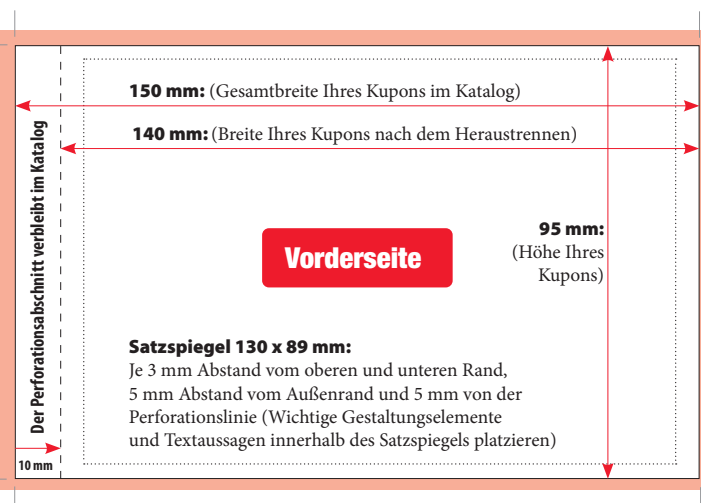 150 mm: (Gesamtbreite Ihres Kupons im Katalog)
140 mm: (Breite Ihres Kupons nach dem Heraustrennen)
Der Perforationsabschnitt verbleibt im Katalog
95 mm:
(Höhe Ihres
Kupons)
Vorderseite
Satzspiegel 130 x 89 mm:
Je 3 mm Abstand vom oberen und unteren Rand,
5 mm Abstand vom Außenrand und 5 mm von der
Perforationslinie (Wichtige Gestaltungselemente
und Textaussagen innerhalb des Satzspiegels platzieren)
10 mm